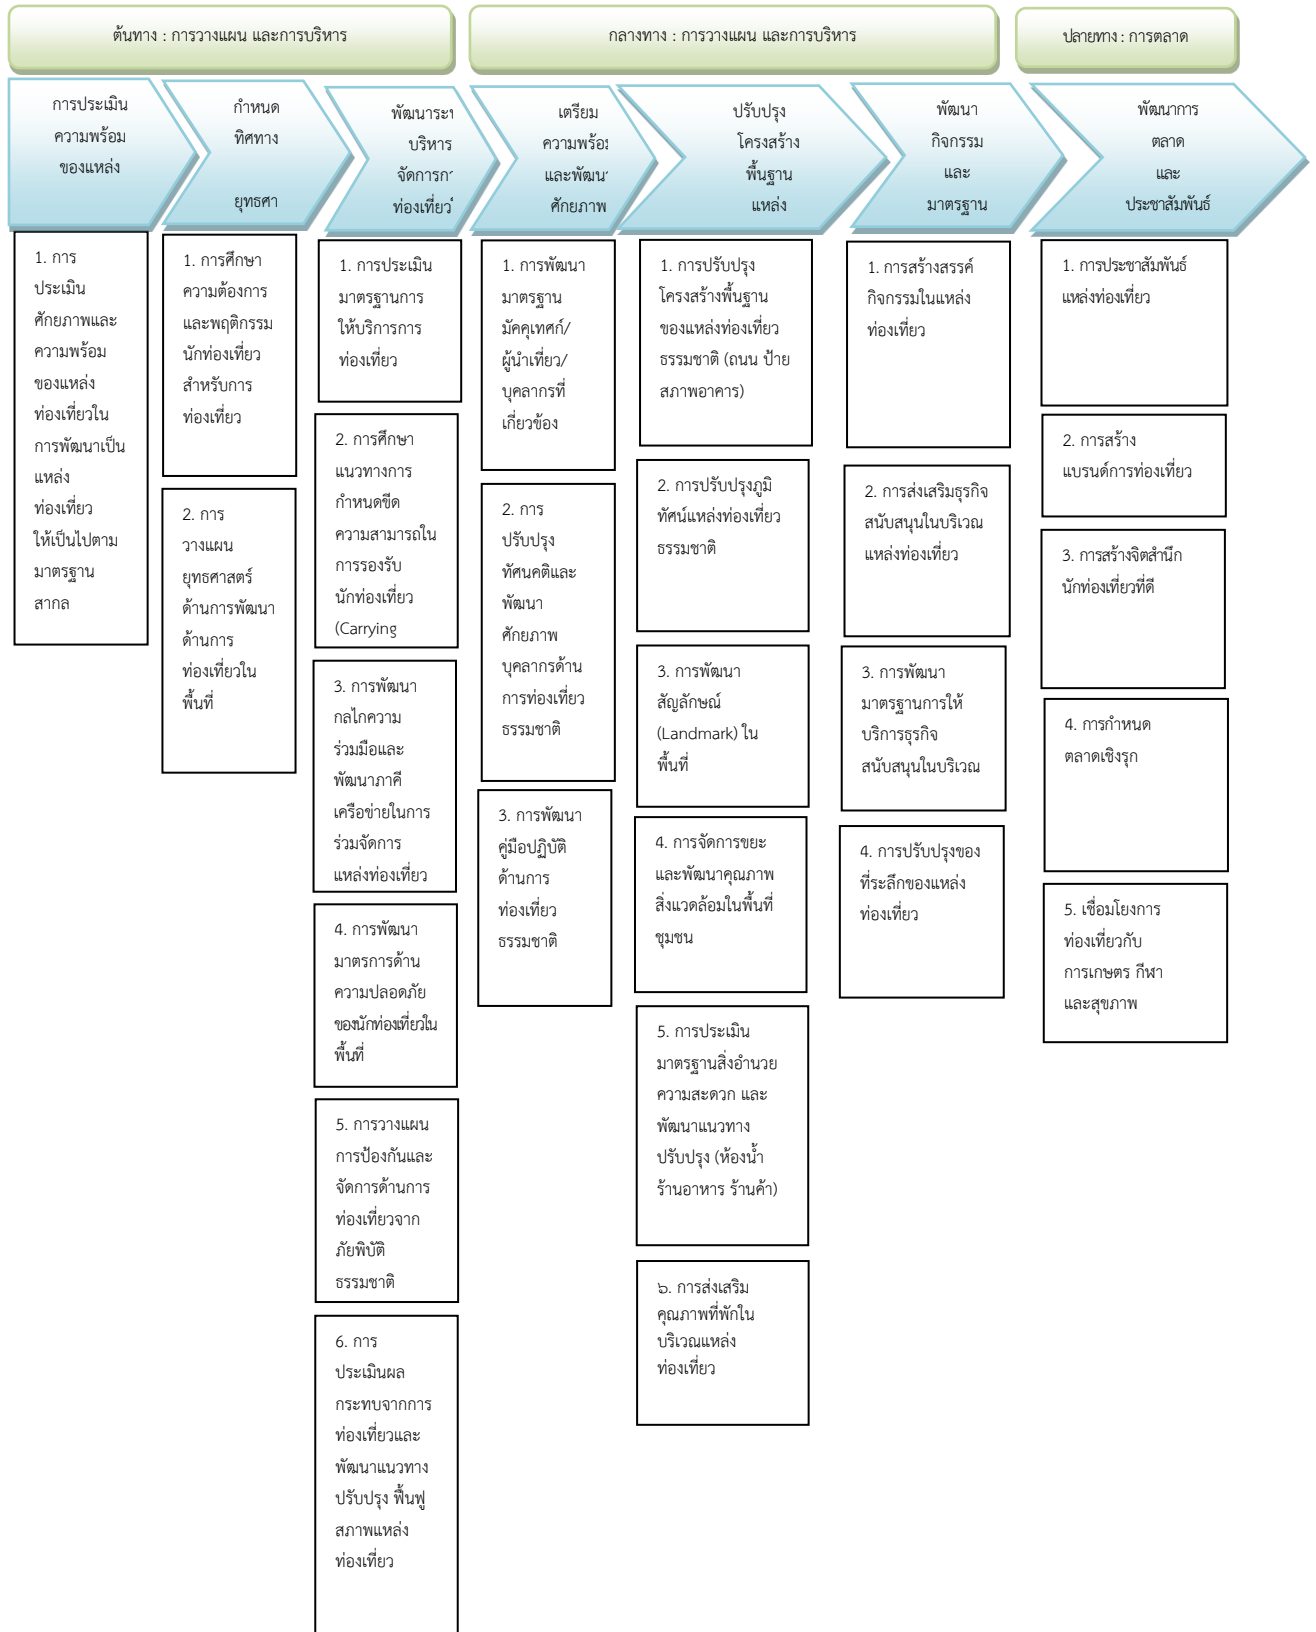 ต้นทาง : การวางแผน และการบริหาร
กลางทาง : การวางแผน และการบริหาร
ปลายทาง : การตลาด
การประเมิน
ความพร้อม
ของแหล่ง
กำหนด
ทิศทาง
ยุทธศา
พัฒนาระ
บริหาร
จัดการก
ท่องเที่ยว
เตรียม
ความพร้อ
และพัฒน
ศักยภาพ
ปรับปรุง
โครงสร้าง
พื้นฐาน
แหล่ง
พัฒนา
กิจกรรม
และ
มาตรฐาน
พัฒนาการ
ตลาด
และ
ประชาสัมพันธ์
1. การ
ประเมิน
ศักยภาพและ
ความพร้อม
ของแหล่ง
ท่องเที่ยวใน
การพัฒนาเป็น
แหล่ง
ท่องเที่ยว
ให้เป็นไปตาม
มาตรฐาน
สากล
1. การศึกษา
ความต้องการ
และพฤติกรรม
นักท่องเที่ยว
สำหรับการ
ท่องเที่ยว
2. การ
วางแผน
ยุทธศาสตร์
ด้านการพัฒนา
ด้านการ
ท่องเที่ยวใน
พื้นที่
1. การประเมิน
มาตรฐานการ
ให้บริการการ
ท่องเที่ยว
2. การศึกษา
แนวทางการ
กำหนดขีด
ความสามารถใน
การรองรับ
นักท่องเที่ยว
(Carrying
3. การพัฒนา
กลไกความ
ร่วมมือและ
พัฒนาภาคี
เครือข่ายในการ
ร่วมจัดการ
แหล่งท่องเที่ยว
4. การพัฒนา
มาตรการด้าน
ความปลอดภัย
ของนักท่องเที่ยวใน
พื้นที่
5. การวางแผน
การป้องกันและ
จัดการด้านการ
ท่องเที่ยวจาก
ภัยพิบัติ
ธรรมชาติ
6. การ
ประเมินผล
กระทบจากการ
ท่องเที่ยวและ
พัฒนาแนวทาง
ปรับปรุง ฟื้นฟู
สภาพแหล่ง
ท่องเที่ยว
1. การพัฒนา
มาตรฐาน
มัคคุเทศก์/
ผู้นำเที่ยว/
บุคลากรที่
เกี่ยวข้อง
2. การ
ปรับปรุง
ทัศนคติและ
พัฒนา
ศักยภาพ
บุคลากรด้าน
การท่องเที่ยว
ธรรมชาติ
3. การพัฒนา
คู่มือปฏิบัติ
ด้านการ
ท่องเที่ยว
ธรรมชาติ
1. การปรับปรุง
โครงสร้างพื้นฐาน
ของแหล่งท่องเที่ยว
ธรรมชาติ (ถนน ป้าย
สภาพอาคาร)
2. การปรับปรุงภูมิ
ทัศน์แหล่งท่องเที่ยว
ธรรมชาติ
3. การพัฒนา
สัญลักษณ์
(Landmark) ใน
พื้นที่
4. การจัดการขยะ
และพัฒนาคุณภาพ
สิ่งแวดล้อมในพื้นที่
ชุมชน
5. การประเมิน
มาตรฐานสิ่งอำนวย
ความสะดวก และ
พัฒนาแนวทาง
ปรับปรุง (ห้องน้ำ
ร้านอาหาร ร้านค้า)
๖. การส่งเสริม
คุณภาพที่พักใน
บริเวณแหล่ง
ท่องเที่ยว
1. การสร้างสรรค์
กิจกรรมในแหล่ง
ท่องเที่ยว
2. การส่งเสริมธุรกิจ
สนับสนุนในบริเวณ
แหล่งท่องเที่ยว
3. การพัฒนา
มาตรฐานการให้
บริการธุรกิจ
สนับสนุนในบริเวณ
4. การปรับปรุงของ
ที่ระลึกของแหล่ง
ท่องเที่ยว
1. การประชาสัมพันธ์
แหล่งท่องเที่ยว
2. การสร้าง
แบรนด์การท่องเที่ยว
3. การสร้างจิตสำนึก
นักท่องเที่ยวที่ดี
4. การกำหนด
ตลาดเชิงรุก
5. เชื่อมโยงการ
ท่องเที่ยวกับ
การเกษตร กีฬา
และสุขภาพ